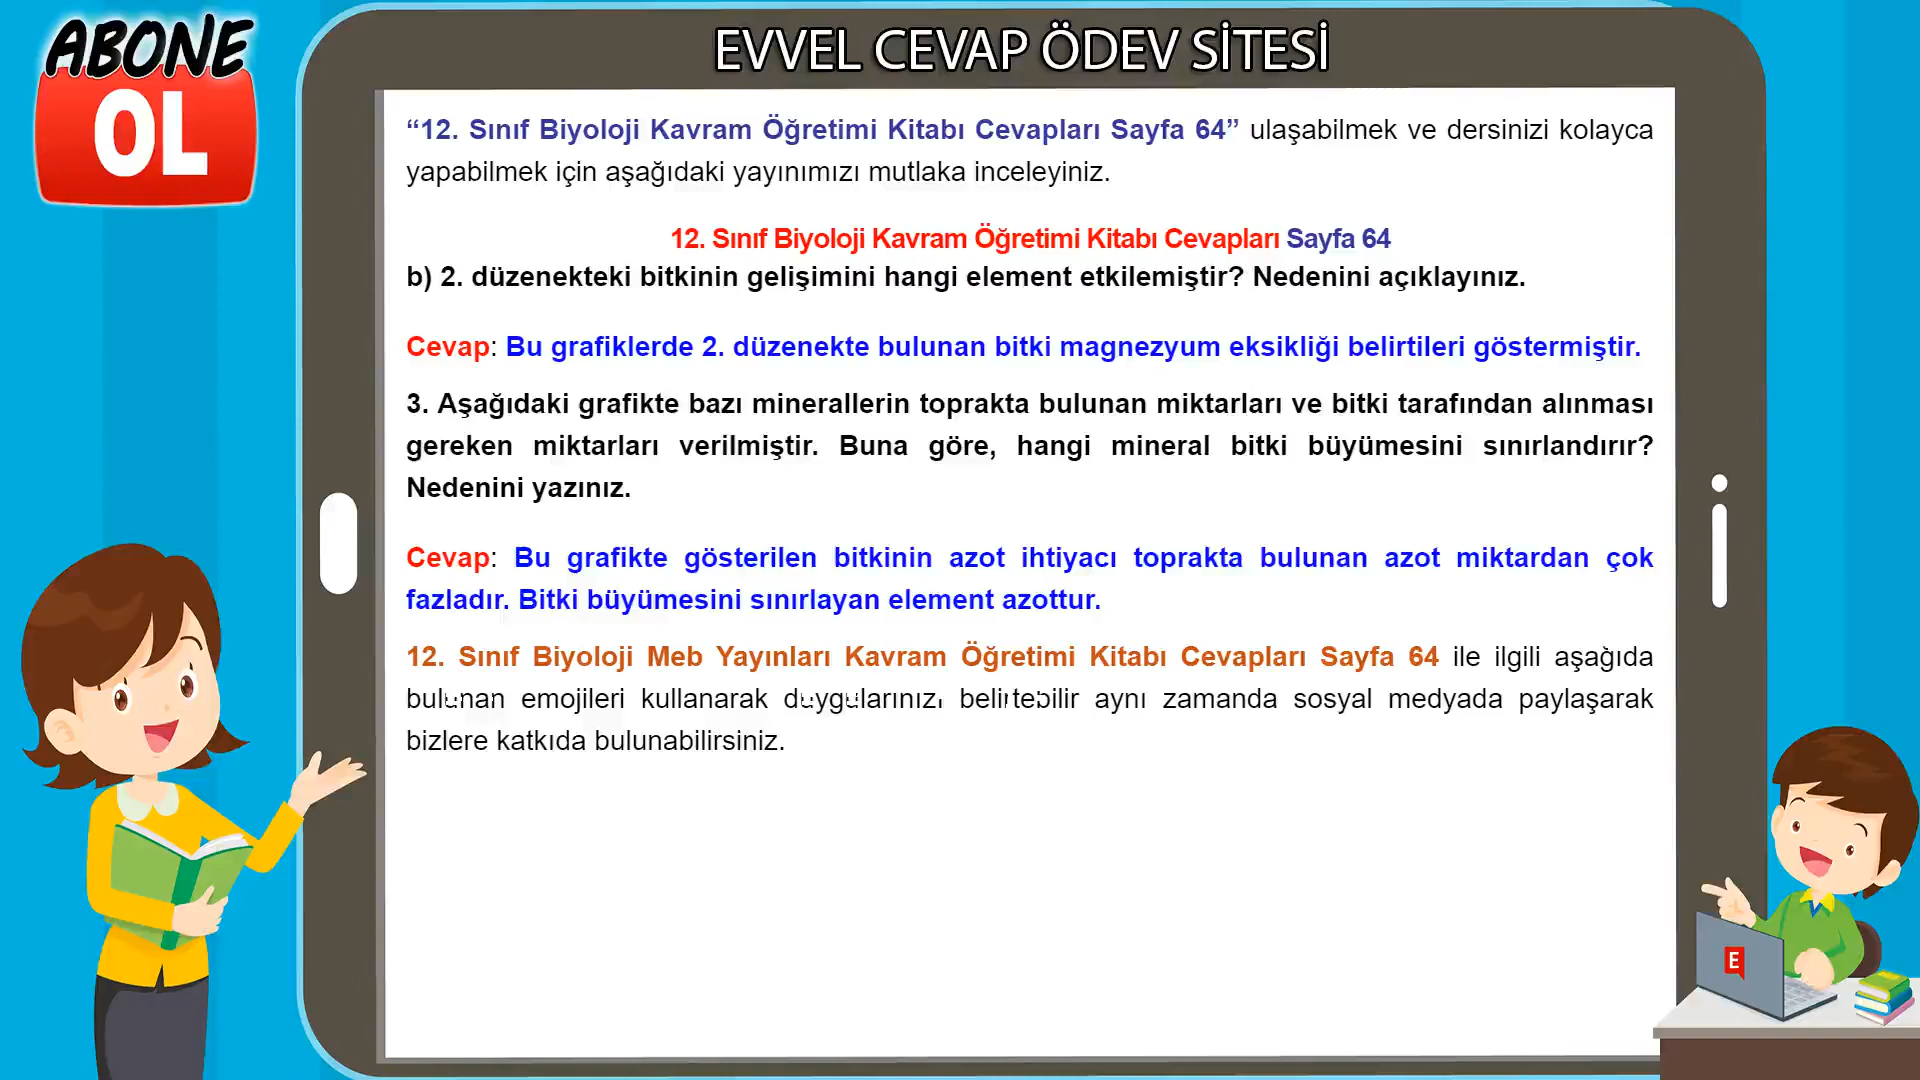 ABONE
OL
EVVEL CEVAP ÖDEV SİTESİ
“12. Sınıf Biyoloji Kavram Öğretimi Kitabı Cevapları Sayfa 64” ulaşabilmek ve dersinizi kolayca
yapabilmek için aşağıdaki yayınımızı mutlaka inceleyiniz.
12. Sınıf Biyoloji Kavram Öğretimi Kitabı Cevapları Sayfa 64
b) 2. düzenekteki bitkinin gelişimini hangi element etkilemiştir? Nedenini açıklayınız.
Cevap: Bu grafiklerde 2. düzenekte bulunan bitki magnezyum eksikliği belirtileri göstermiştir.
3. Aşağıdaki grafikte bazı minerallerin toprakta bulunan miktarları ve bitki tarafından alınması
gereken miktarları verilmiştir. Buna göre, hangi mineral bitki büyümesini sınırlandırır?
Nedenini yazınız.
Cevap: Bu grafikte gösterilen bitkinin azot ihtiyacı toprakta bulunan azot miktardan çok
fazladır. Bitki büyümesini sınırlayan element azottur.
12. Sınıf Biyoloji Meb Yayınları Kavram Öğretimi Kitabı Cevapları Sayfa 64 ile ilgili aşağıda
bulunan emojileri kullanarak duygularınızı belirtebilir aynı zamanda sosyal medyada paylaşarak
bizlere katkıda bulunabilirsiniz.
E